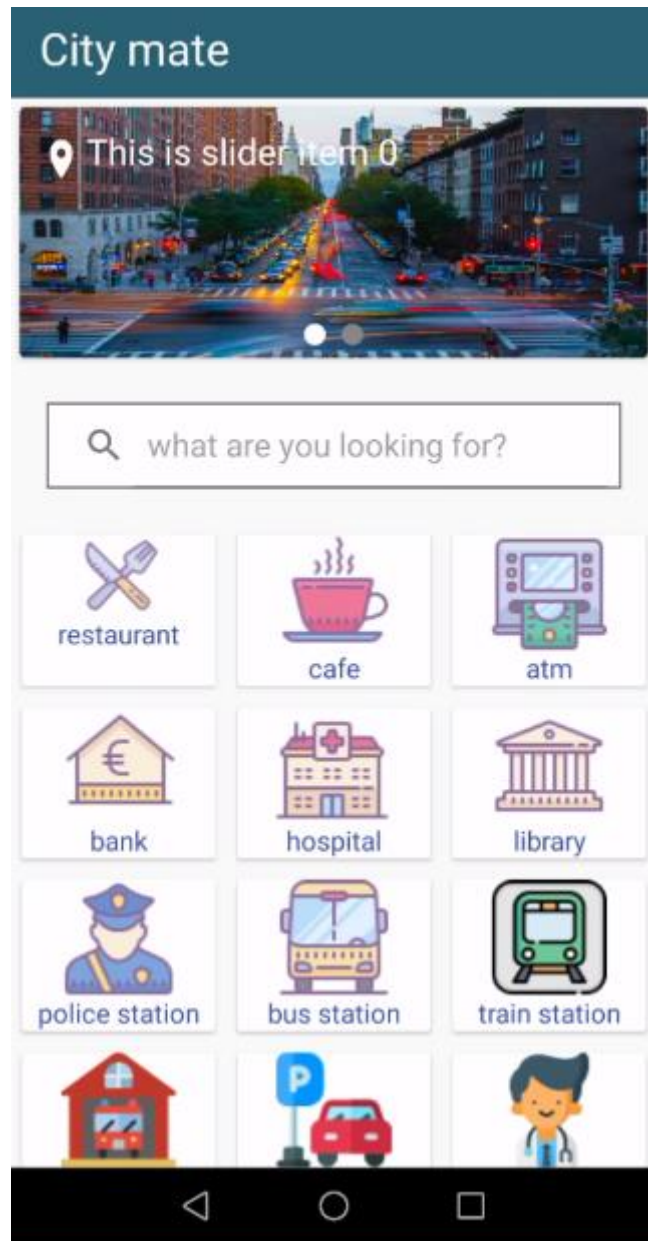 City mate
This is slider item 0
what are you looking for?
restaurant
cafe
atm
€
bank
hospital
library
police station
bus station
train station
P